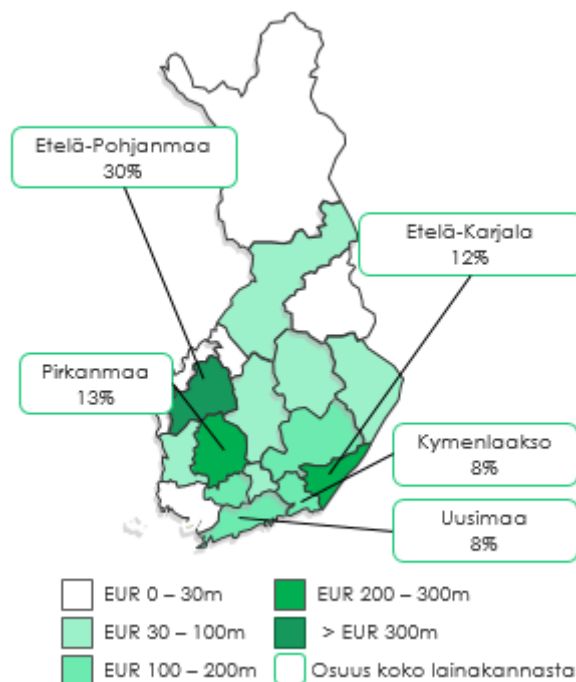 Etelä-Pohjanmaa
30%
Etelä-Karjala
12%
Pirkanmaa
13%
Kymenlaakso
8%
Uusimaa
8%
EUR 0 – 30m
EUR 200 – 300m
EUR 30 – 100m
> EUR 300m
EUR 100 – 200m
Osuus koko lainakannasta